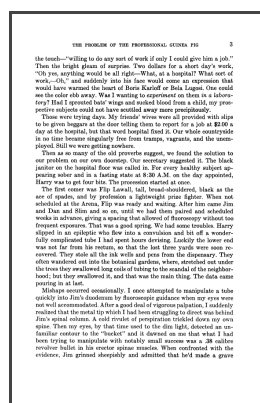 THE PROBLEM OF THE PROFESSIONAL GUINEA PIG 3
the touch—"willing to do any sort of work if only I could give him a job."
Then the bright gleam of surprise. Two dollars for a short day's work,
"Oh yes, anything would be all right—What, at a hospital? What sort of
work,—Oh," and suddenly into his face would come an expression that
would have warmed the heart of Boris Karloff or Bela Lugosi. One could
see the color ebb away. Was I wanting to experiment on them in a labora-
tory? Had I sprouted bats' wings and sucked blood from a child, my pros-
pective subjects could not have scuttled away more precipitously.
Those were trying days. My friends' wives were all provided with slips
to be given beggars at the door telling them to report for a job at $2.00 a
day at the hospital, but that word hospital fixed it. Our whole countryside
in no time became singularly free from tramps, vagrants, and the unem-
ployed. Still we were getting nowhere.
Then as so many of the old proverbs suggest, we found the solution to
our problem on our own doorstep. Our secretary suggested it. The black
janitor on the hospital floor was called in. For every healthy subject ap-
pearing sober and in a fasting state at 8:30 A.M. on the day appointed,
Harry was to get four bits. The procession started at once.
The first comer was Flip Lawall, tall, broad-shouldered, black as the
ace of spades, and by profession a lightweight prize fighter. When not
scheduled at the Arena, Flip was ready and waiting. After him came Jim
and Dan and Slim and so on, until we had them paired and scheduled
weeks in advance, giving a spacing that allowed of fluoroscopy without too
frequent exposures. That was a good spring. We had some troubles. Harry
slipped in an epileptic who flew into a convulsion and bit off a wonder-
fully complicated tube I had spent hours devising. Luckily the lower end
was not far from his rectum, so that the lost three yards were soon re-
covered. They stole all the ink wells and pens from the dispensary. They
often wandered out into the botanical gardens, where, stretched out under
the trees they swallowed long coils of tubing to the scandal of the neighbor-
hood; but they swallowed it, and that was the main thing. The data came
pouring in at last.
Mishaps occurred occasionally. I once attempted to manipulate a tube
quickly into Jim's duodenum by fluoroscopic guidance when my eyes were
not well accommodated. After a good deal of vigorous palpation, I suddenly
realized that the metal tip which I had been struggling to direct was behind
Jim's spinal column. A cold rivulet of perspiration trickled down my own
spine. Then my eyes, by that time used to the dim light, detected an un-
familiar contour to the "bucket" and it dawned on me that what I had
been trying to manipulate with notably small success was a .38 calibre
revolver bullet in his erector spinae muscles. When confronted with the
evidence, Jim grinned sheepishly and admitted that he'd made a grave